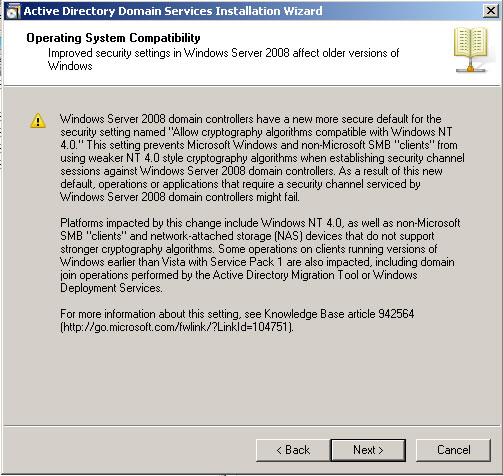 Active Directory Domain Services Installation Wizard
Operating System Compatibility
Improved security settings in Windows Server 2008 affect older versions of
Windows
Windows Server 2008 domain controllers have a new more secure default for the
security setting named "Allow cryptography algorithms compatible with Windows NT
4.0." This setting prevents Microsoft Windows and non-Microsoft SMB "clients" from
using weaker NT 4.0 style cryptography algorithms when establishing security channel
sessions against Windows Server 2008 domain controllers. As a result of this new
default, operations or applications that require a security channel serviced by
Windows Server 2008 domain controllers might fail.
Platforms impacted by this change include Windows NT 4.0, as well as non-Microsoft
SMB "clients" and network-attached storage (NAS) devices that do not support
stronger cryptography algorithms. Some operations on clients running versions of
Windows earlier than Vista with Service Pack 1 are also impacted, including domain
join operations performed by the Active Directory Migration Tool or Windows
Deployment Services.
For more information about this setting, see Knowledge Base article 942564
(http://go.microsoft.com/fwlink/?LinkId=104751).
< Back
Next >
Cancel